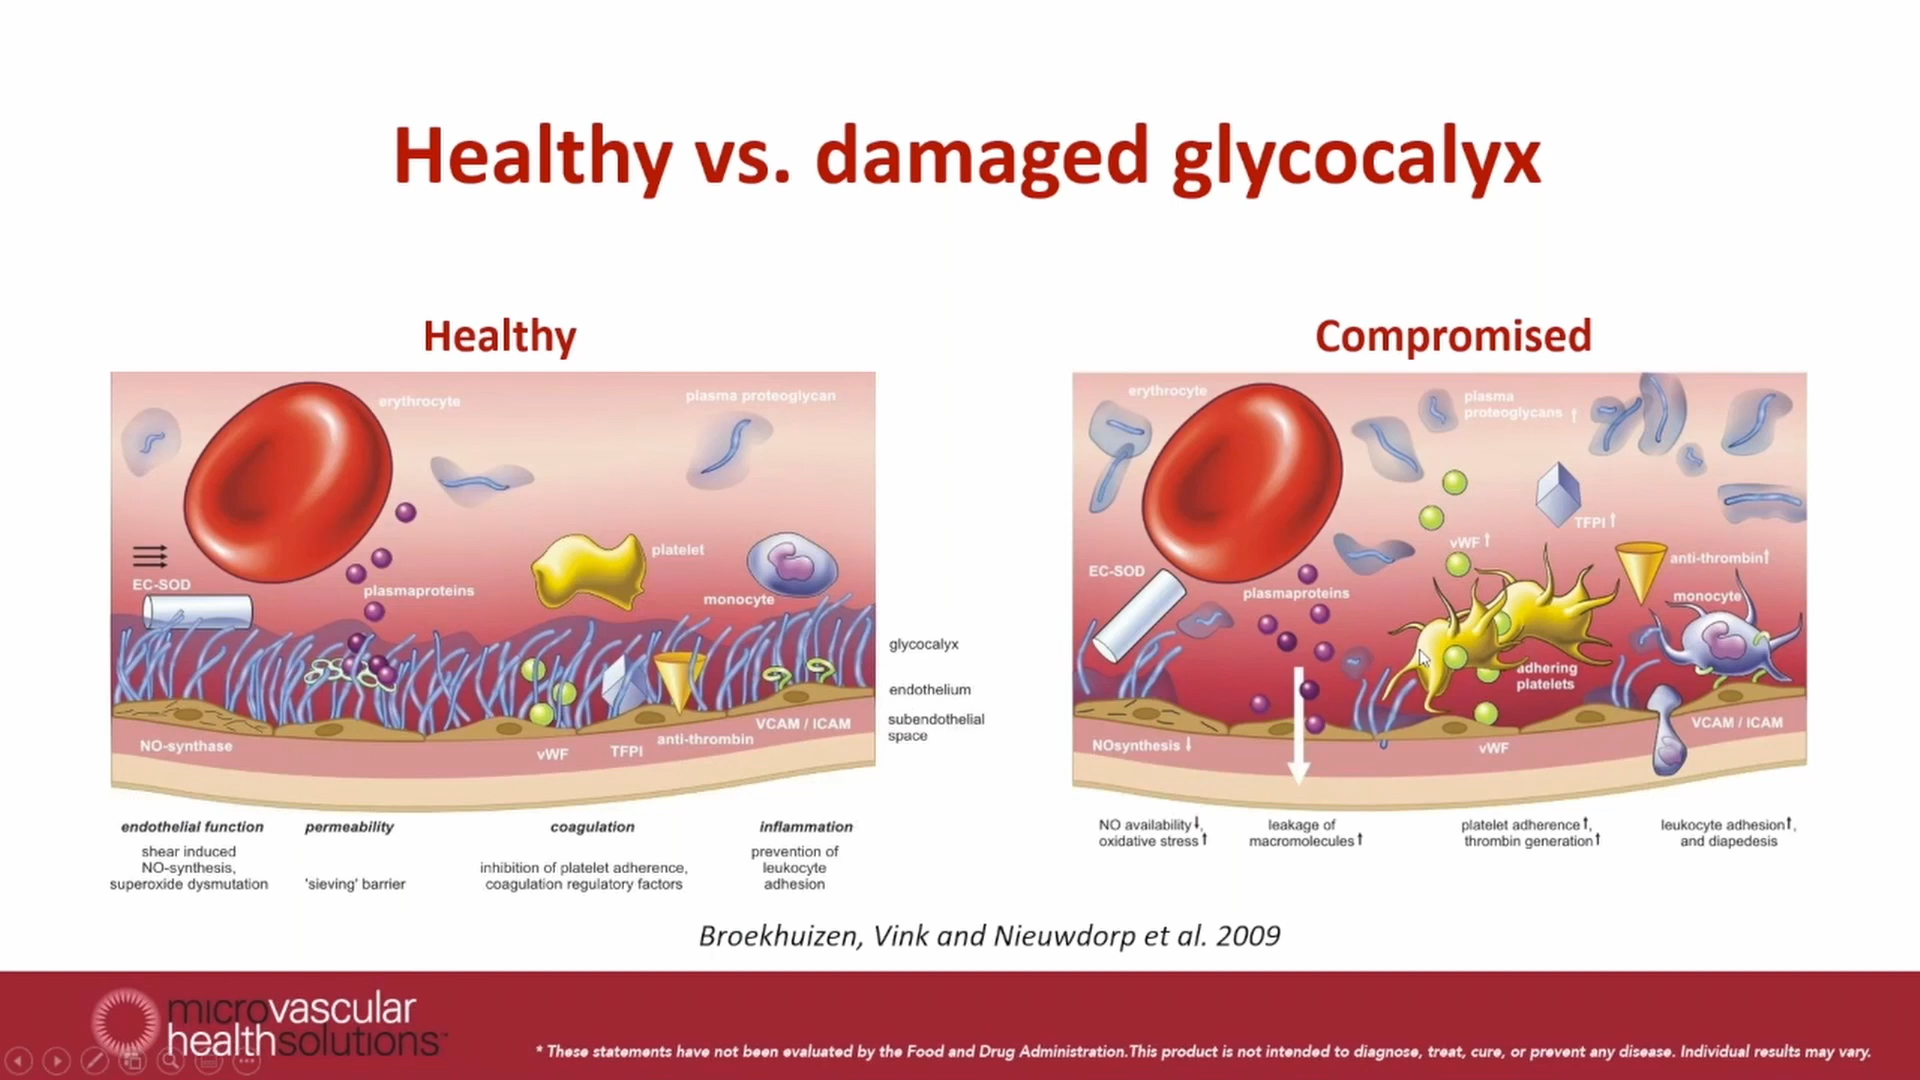 Healthy vs. damaged glycocalyx
Healthy
erythrocyte
plasma proteoglycan
EC-SOD
plasmaproteins
platelet
monocyte
glycocalyx
endothelium
subendothelial
space
NO-synthase
vWF
TFPI
anti-thrombin
VCAM / ICAM
endothelial function
shear induced
NO-synthesis,
superoxide dysmutation
permeability
'sieving' barrier
coagulation
inhibition of platelet adherence,
coagulation regulatory factors
inflammation
prevention of
leukocyte
adhesion
Compromised
erythrocyte
plasma
proteoglycans ↑
TFPI ↑
vWF ↑
anti-thrombin↑
EC-SOD
plasmaproteins
monocyte
adhering
platelets
NOsynthesis ↓
vWF
VCAM / ICAM
NO availability↓,
oxidative stress↑
leakage of
macromolecules↑
platelet adherence↑,
thrombin generation↑
leukocyte adhesion↑,
and diapedesis
Broekhuizen, Vink and Nieuwdorp et al. 2009
microvascular
healthsolutions™
* These statements have not been evaluated by the Food and Drug Administration.This product is not intended to diagnose, treat, cure, or prevent any disease. Individual results may vary.